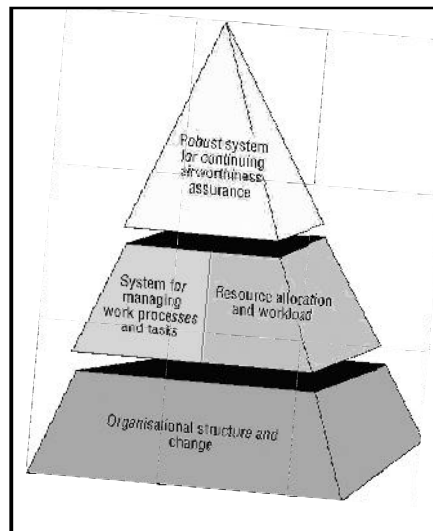 Robust system
for continuing
airworthiness
assurance
System for
managing
work processes
and tasks
Resource allocation
and workload
Organisational structure and
change